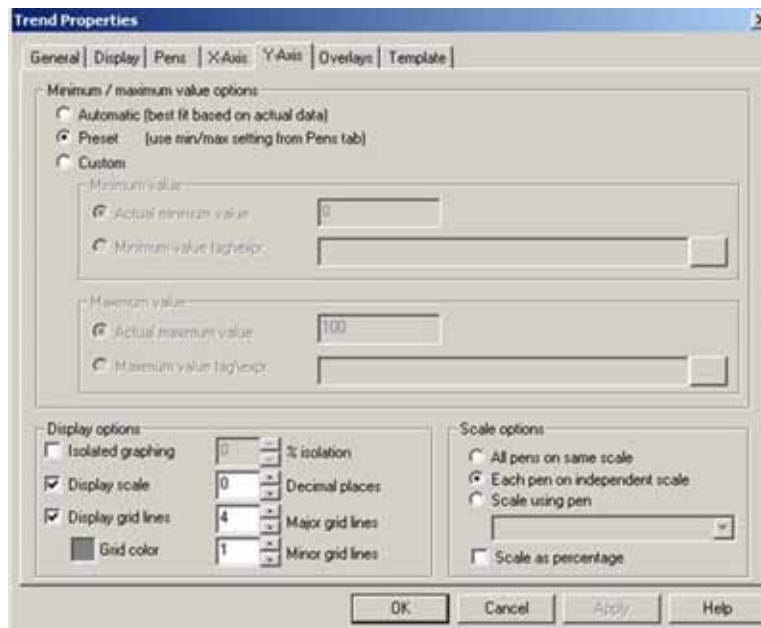 Trend Properties
General Display Pens X-Axis Y-Axis Overlays Template
Minimum / maximum value options
Automatic (best fit based on actual data)
Preset (use min/max setting from Pens tab)
Custom
Minimum value
Actual minimum value 0
Minimum value tag\expr.
Maximum value
Actual maximum value 100
Maximum value tag\expr.
Display options
Isolated graphing 0 % isolation
Display scale 0 Decimal places
Display grid lines 4 Major grid lines
Grid color 1 Minor grid lines
Scale options
All pens on same scale
Each pen on independent scale
Scale using pen
Scale as percentage
OK Cancel Apply Help